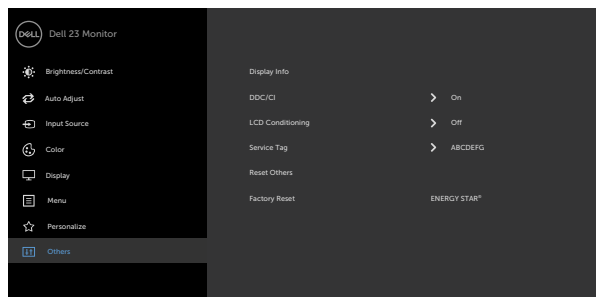 DELL Dell 23 Monitor
Brightness/Contrast
Display Info
Auto Adjust
DDC/CI
On
Input Source
LCD Conditioning
Off
Color
Service Tag
ABCDEFG
Display
Reset Others
Menu
Factory Reset
ENERGY STAR®
Personalize
Others